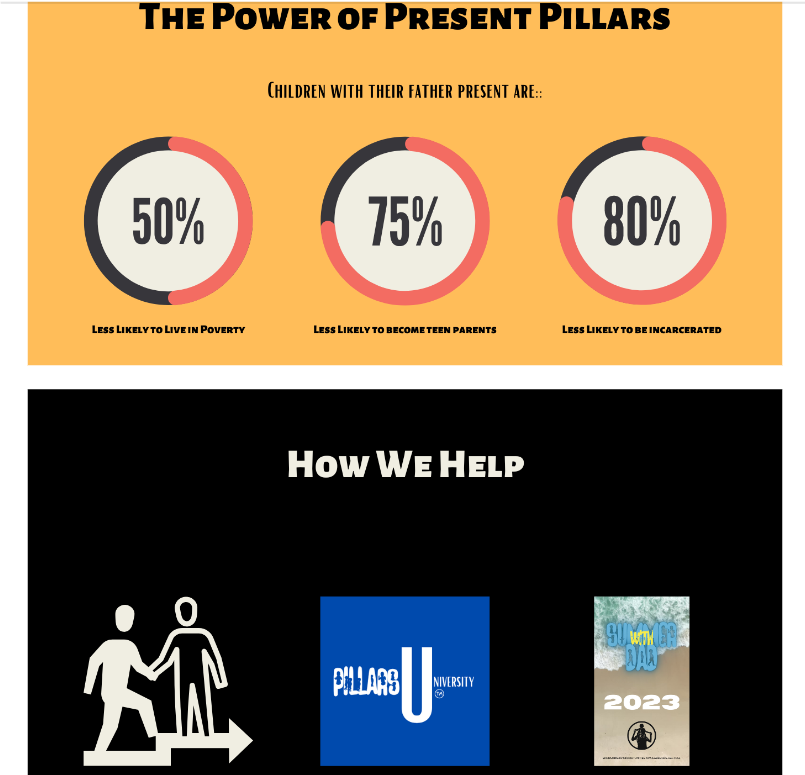 The Power of Present Pillars
Children with their father present are::
50%
75%
80%
Less Likely to Live in Poverty
Less Likely to become teen parents
Less Likely to be incarcerated
How We Help
PILLARS UNIVERSITY
TM
SUMMER
WITH
DAD
2023